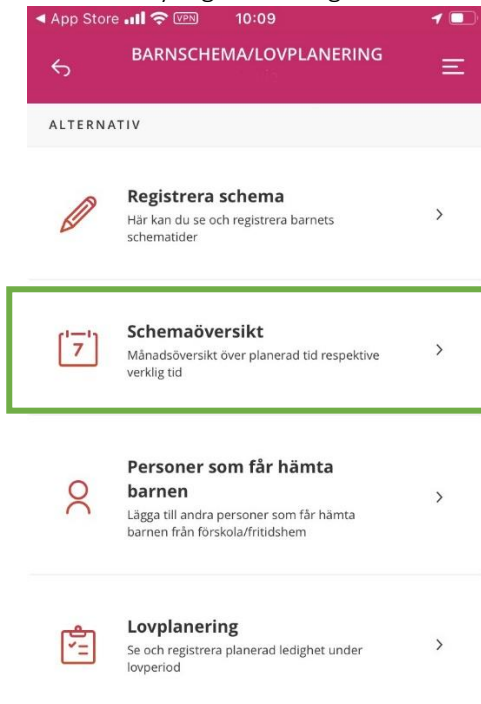 App Store VPN 10:09
BARNSCHEMA/LOVPLANERING
ALTERNATIV
Registrera schema
Här kan du se och registrera barnets
schematider
7
Schemaöversikt
Månadsöversikt över planerad tid respektive
verklig tid
Personer som får hämta
barnen
Lägga till andra personer som får hämta
barnen från förskola/fritidshem
Lovplanering
Se och registrera planerad ledighet under
lovperiod